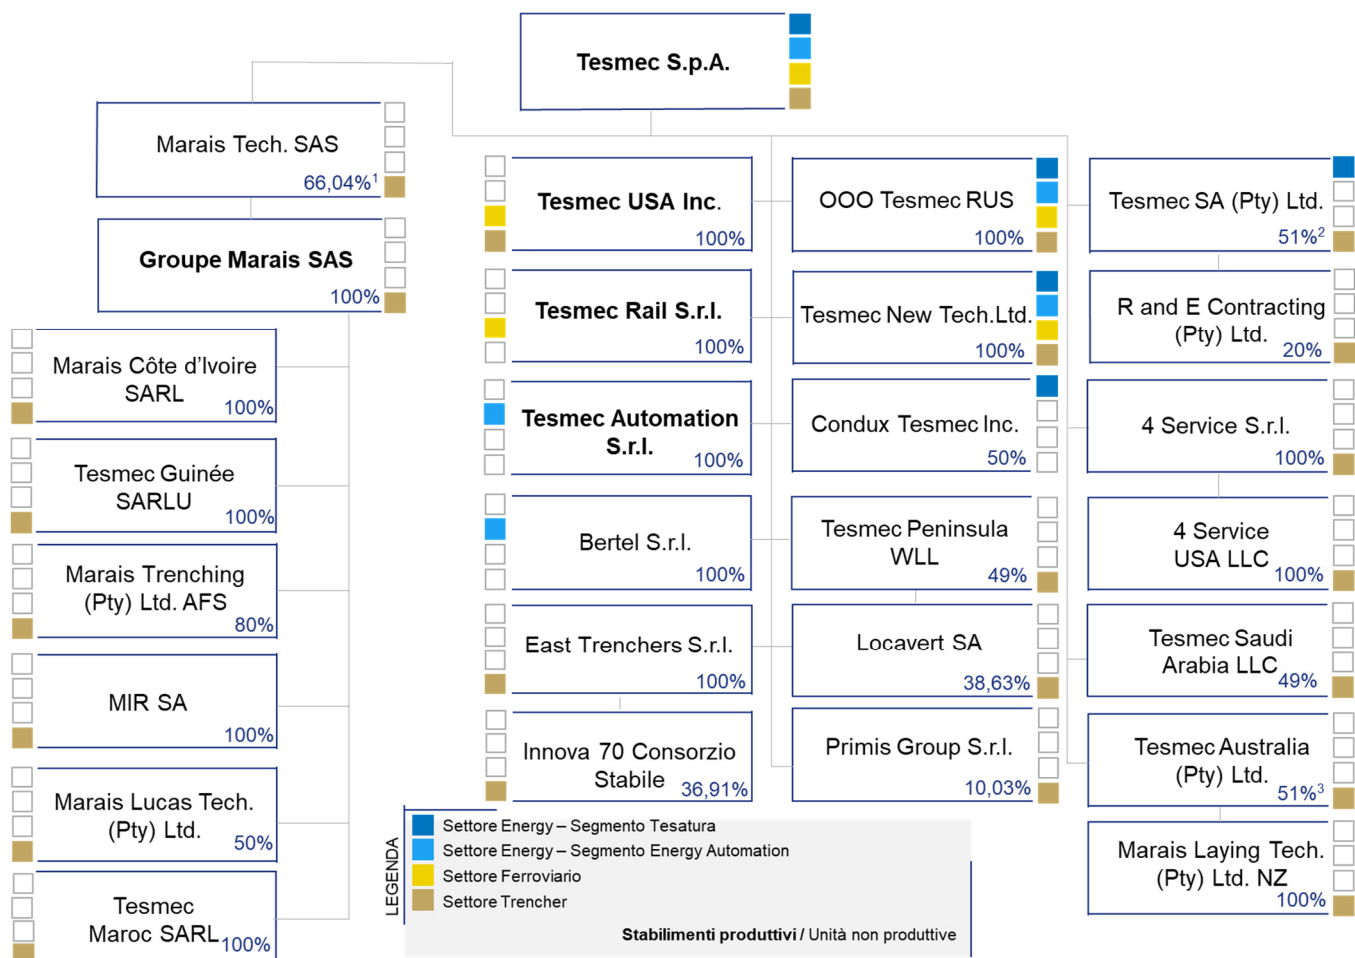 Tesmec S.p.A.
Marais Tech. SAS
66,04%1
Groupe Marais SAS
100%
Marais Côte d'Ivoire
SARL
100%
Tesmec Guinée
SARLU
100%
Marais Trenching
(Pty) Ltd. AFS
80%
MIR SA
100%
Marais Lucas Tech.
(Pty) Ltd.
50%
Tesmec
Maroc SARL
100%
Tesmec USA Inc.
100%
Tesmec Rail S.r.l.
100%
Tesmec Automation
S.r.l.
100%
Bertel S.r.l.
100%
East Trenchers S.r.l.
100%
Innova 70 Consorzio
Stabile
36,91%
OOO Tesmec RUS
100%
Tesmec New Tech.Ltd.
100%
Condux Tesmec Inc.
50%
Tesmec Peninsula
WLL
49%
Locavert SA
38,63%
Primis Group S.r.l.
10,03%
Tesmec SA (Pty) Ltd.
51%2
R and E Contracting
(Pty) Ltd.
20%
4 Service S.r.l.
100%
4 Service
USA LLC
100%
Tesmec Saudi
Arabia LLC
49%
Tesmec Australia
(Pty) Ltd.
51%3
Marais Laying Tech.
(Pty) Ltd. NZ
100%
LEGENDA
Settore Energy – Segmento Tesatura
Settore Energy – Segmento Energy Automation
Settore Ferroviario
Settore Trencher
Stabilimenti produttivi / Unità non produttive